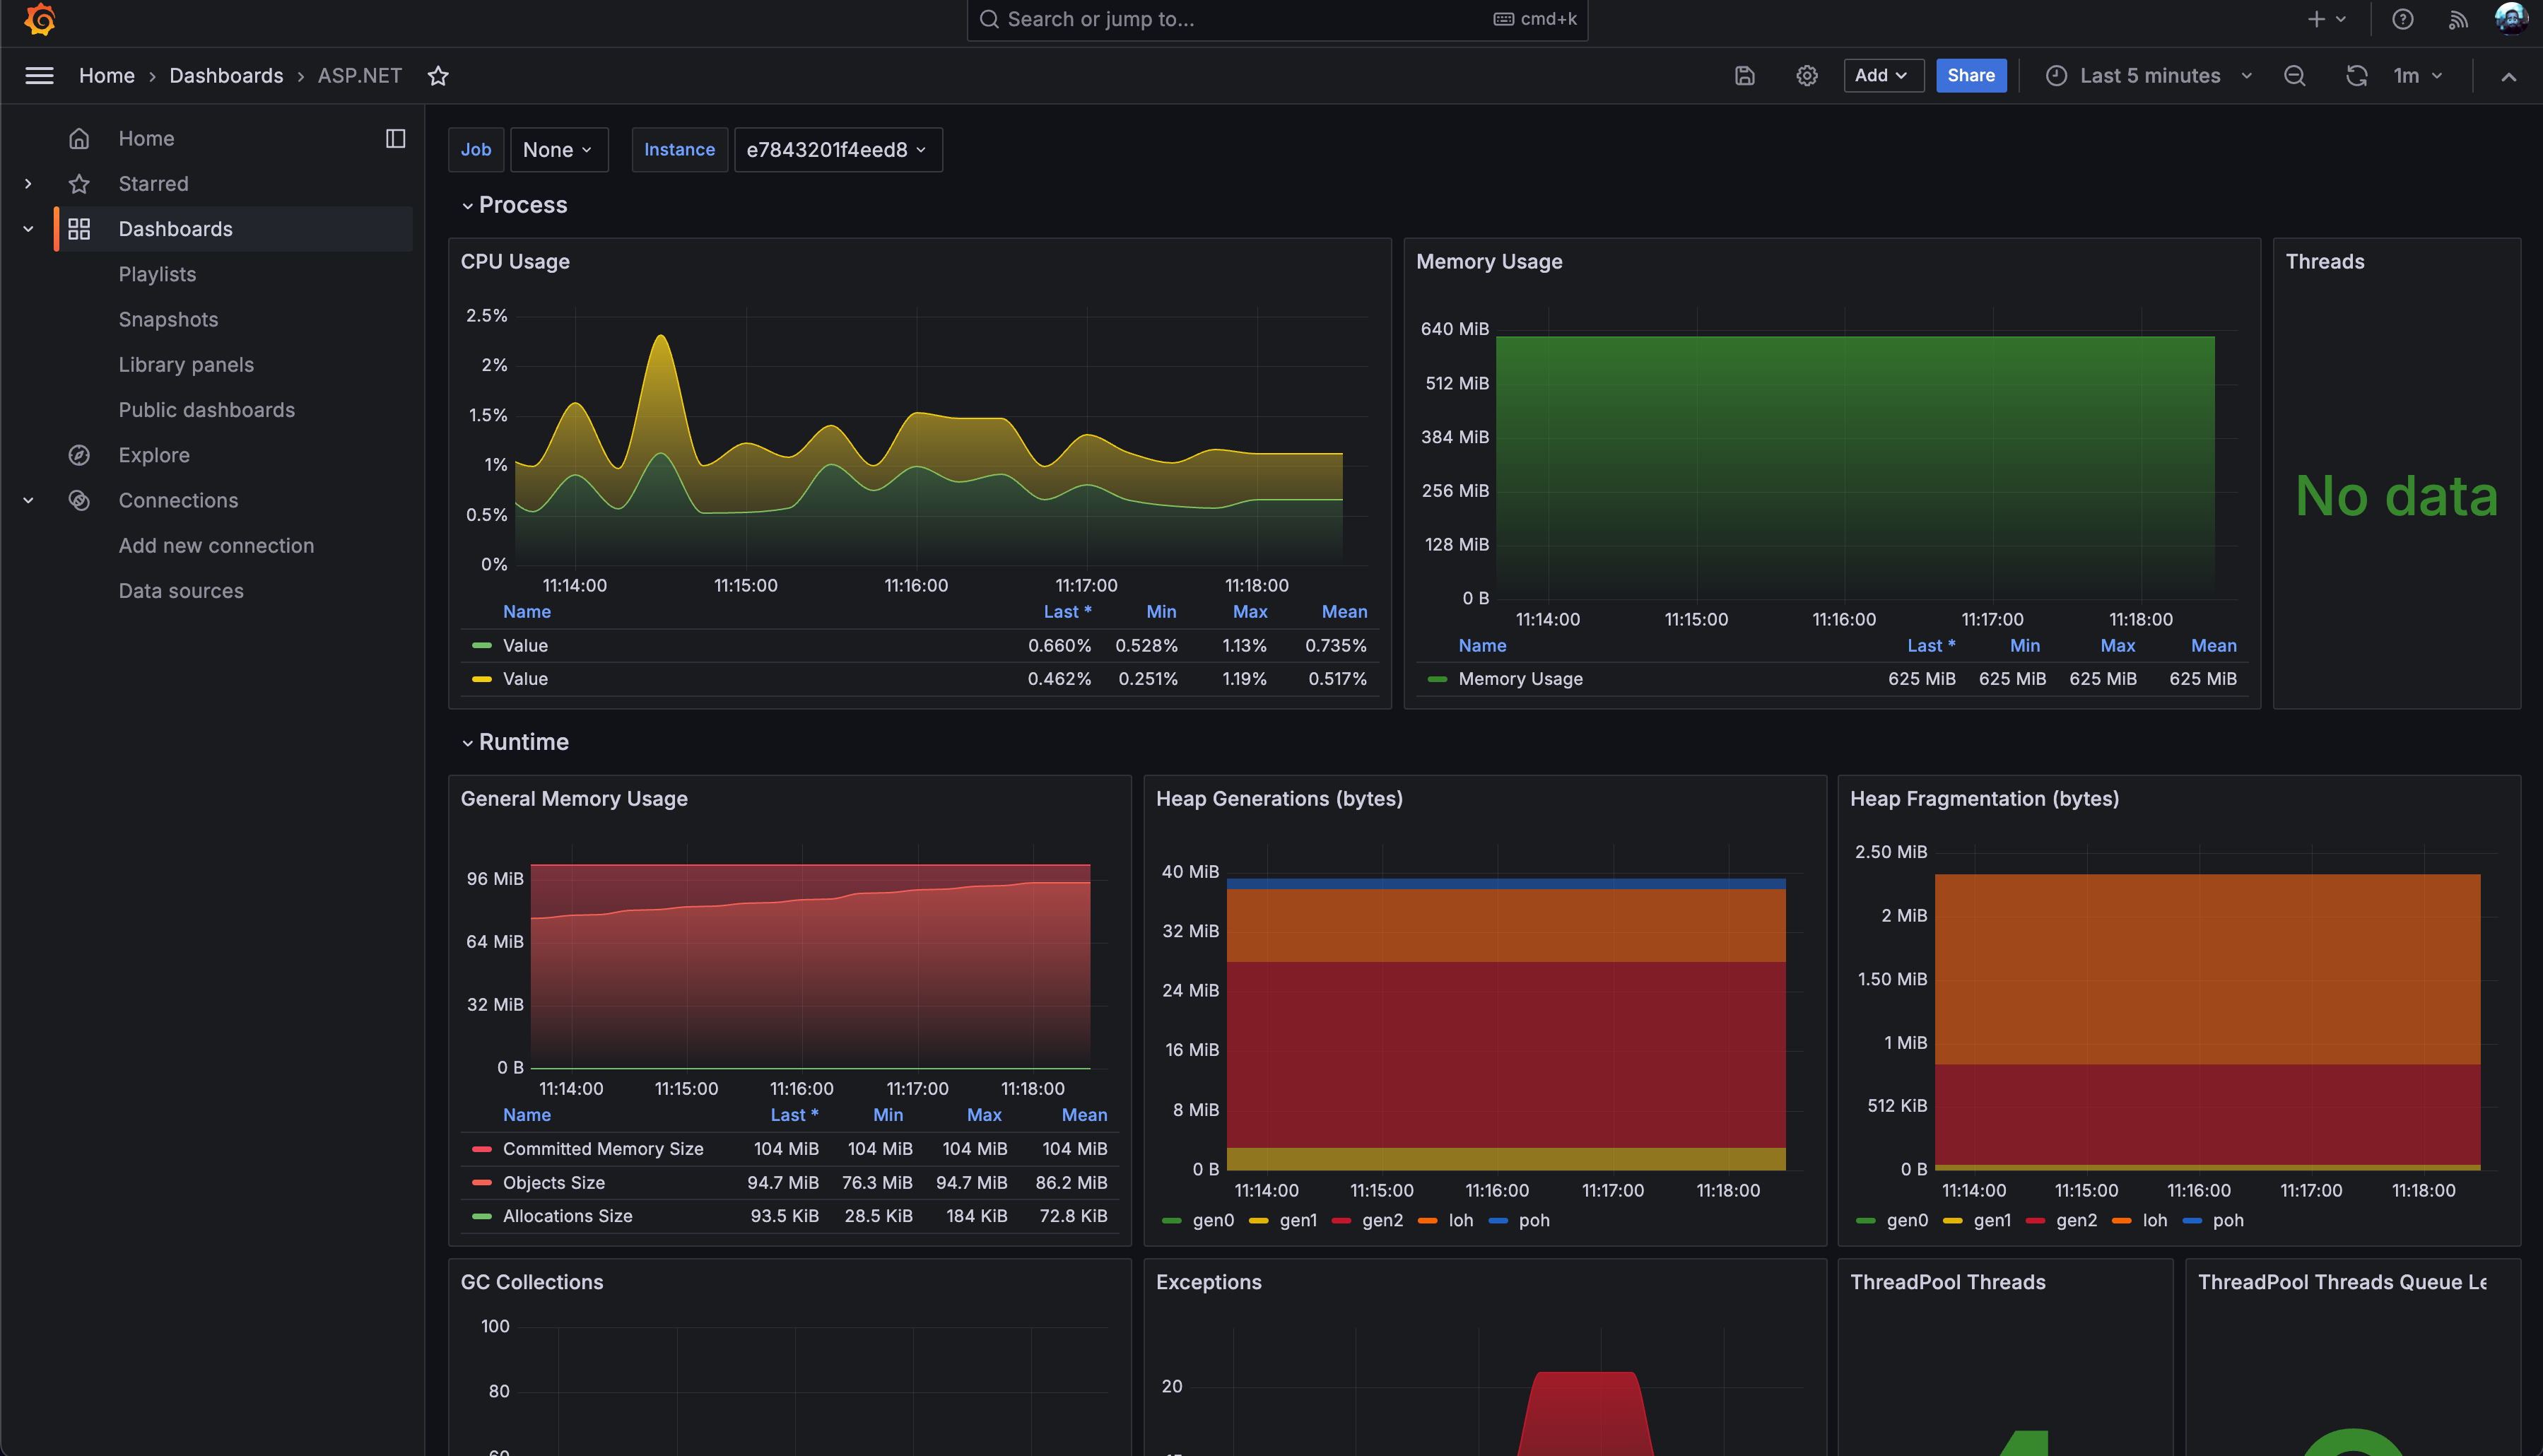 Search or jump to... cmd+k
Home › Dashboards › ASP.NET
Add
Share
Last 5 minutes
1m
Home
Starred
Dashboards
Playlists
Snapshots
Library panels
Public dashboards
Explore
Connections
Add new connection
Data sources
Job None Instance e7843201f4eed8
Process
CPU Usage
2.5%
2%
1.5%
1%
0.5%
0%
11:14:00 11:15:00 11:16:00 11:17:00 11:18:00
Name Last * Min Max Mean
Value 0.660% 0.528% 1.13% 0.735%
Value 0.462% 0.251% 1.19% 0.517%
Memory Usage
640 MiB
512 MiB
384 MiB
256 MiB
128 MiB
0 B
11:14:00 11:15:00 11:16:00 11:17:00 11:18:00
Name Last * Min Max Mean
Memory Usage 625 MiB 625 MiB 625 MiB 625 MiB
Threads
No data
Runtime
General Memory Usage
96 MiB
64 MiB
32 MiB
0 B
11:14:00 11:15:00 11:16:00 11:17:00 11:18:00
Name Last * Min Max Mean
Committed Memory Size 104 MiB 104 MiB 104 MiB 104 MiB
Objects Size 94.7 MiB 76.3 MiB 94.7 MiB 86.2 MiB
Allocations Size 93.5 KiB 28.5 KiB 184 KiB 72.8 KiB
Heap Generations (bytes)
40 MiB
32 MiB
24 MiB
16 MiB
8 MiB
0 B
11:14:00 11:15:00 11:16:00 11:17:00 11:18:00
gen0 gen1 gen2 loh poh
Heap Fragmentation (bytes)
2.50 MiB
2 MiB
1.50 MiB
1 MiB
512 KiB
0 B
11:14:00 11:15:00 11:16:00 11:17:00 11:18:00
gen0 gen1 gen2 loh poh
GC Collections
100
80
Exceptions
20
ThreadPool Threads
ThreadPool Threads Queue Le